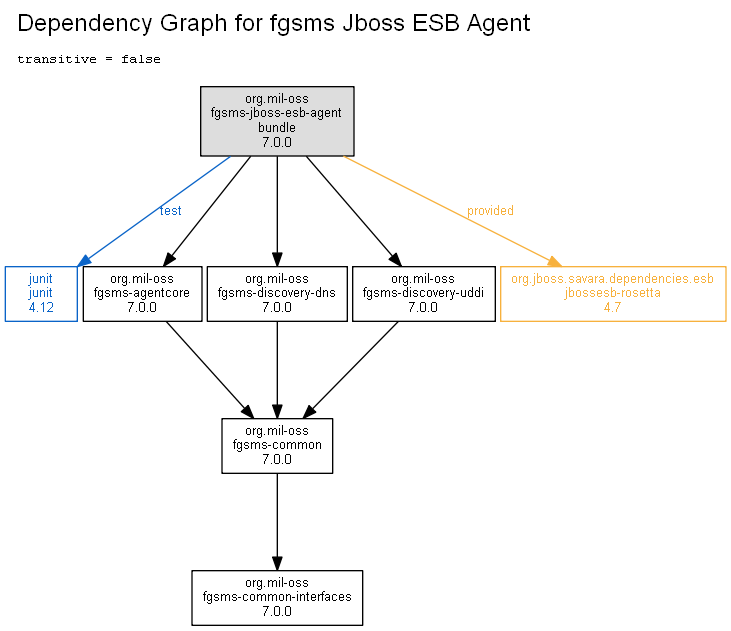 Dependency Graph for fgsms Jboss ESB Agent
transitive = false
org.mil-oss
fgsms-jboss-esb-agent
bundle
7.0.0
test
provided
junit
junit
4.12
org.mil-oss
fgsms-agentcore
7.0.0
org.mil-oss
fgsms-discovery-dns
7.0.0
org.mil-oss
fgsms-discovery-uddi
7.0.0
org.jboss.savara.dependencies.esb
jbossesb-rosetta
4.7
org.mil-oss
fgsms-common
7.0.0
org.mil-oss
fgsms-common-interfaces
7.0.0